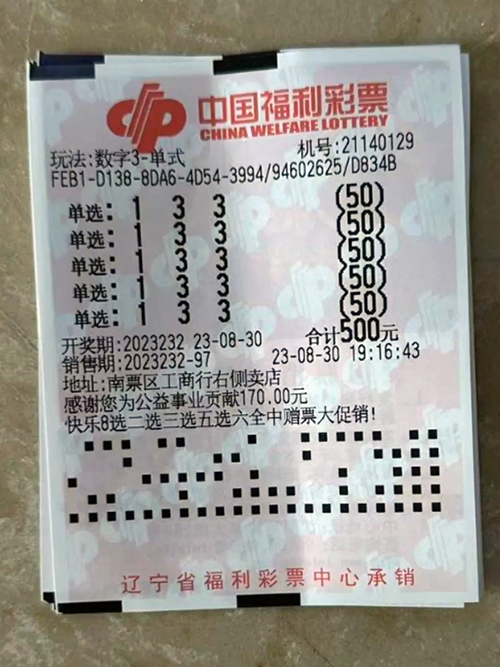 中国福利彩票
CHINA WELFARE LOTTERY
玩法:数字3-单式 机号:21140129
FEB1-D138-8DA6-4D54-3994/94602625/D834B
单选: 1 3 3 (50)
单选: 1 3 3 (50)
单选: 1 3 3 (50)
单选: 1 3 3 (50)
单选: 1 3 3 (50)
开奖期:2023232 23-08-30 合计500元
销售期:2023232-97 23-08-30 19:16:43
地址:南票区工商行右侧卖店
感谢您为公益事业贡献170.00元
快乐8选二选三选五选六全中赠票大促销!
辽宁省福利彩票中心承销